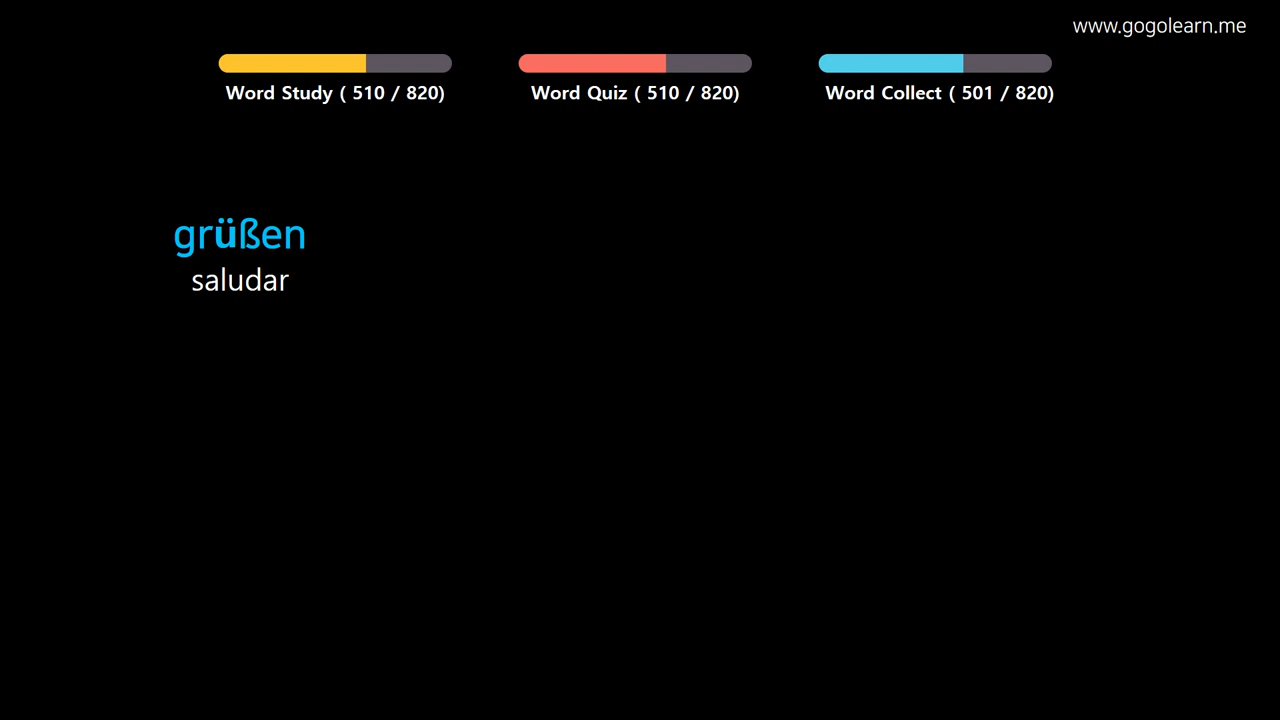 www.gogolearn.me
Word Study ( 510 / 820)
Word Quiz ( 510 / 820)
Word Collect ( 501 / 820)
grüßen
saludar